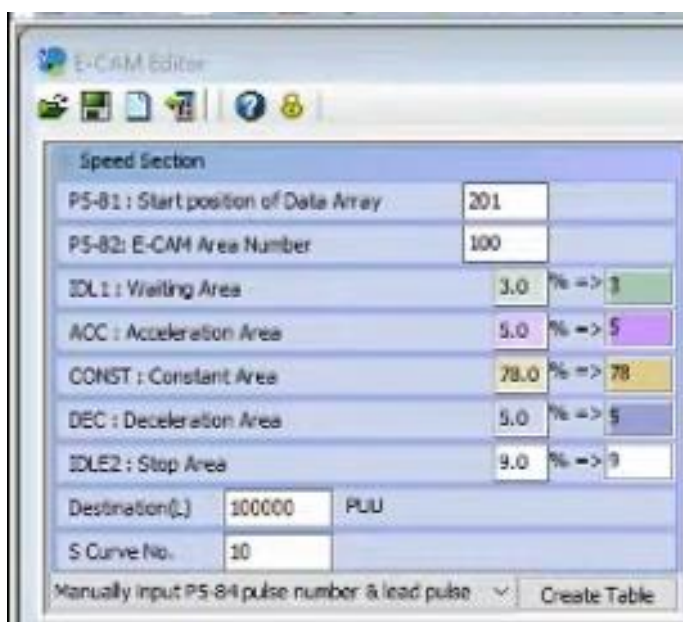 E-CAM Editor
Speed Section
P5-81 : Start position of Data Array 201
P5-82: E-CAM Area Number 100
IDL1 : Waiting Area 3.0 % => 3
ACC : Acceleration Area 5.0 % => 5
CONST : Constant Area 78.0 % => 78
DEC : Deceleration Area 5.0 % => 5
IDLE2 : Stop Area 9.0 % => 9
Destination(L) 100000 PUU
S Curve No. 10
Manually input P5-84 pulse number & lead pulse Create Table